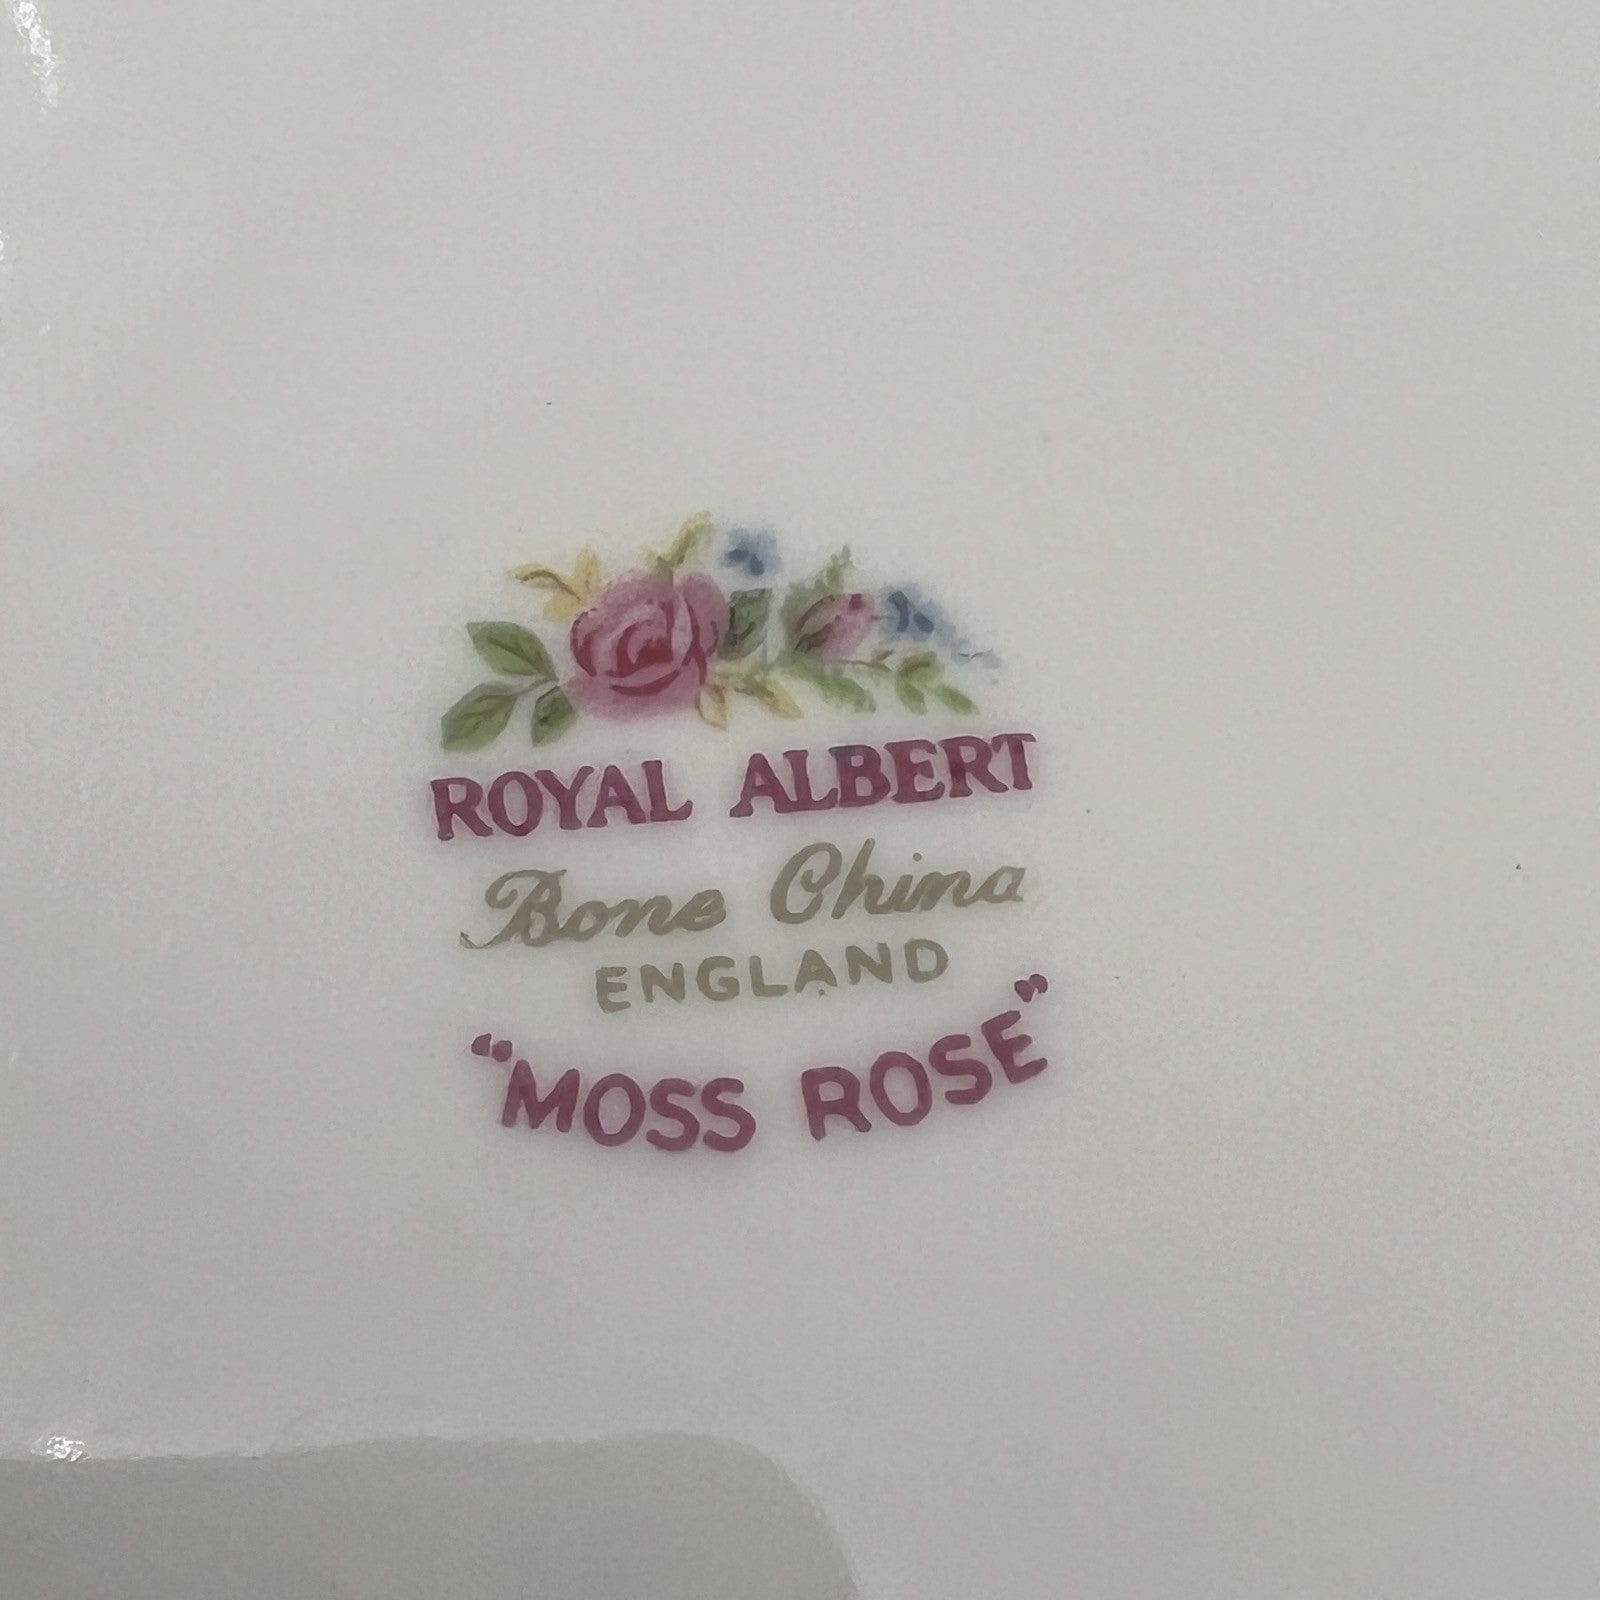 ROYAL ALBERT
Bone China
ENGLAND
"MOSS ROSE"